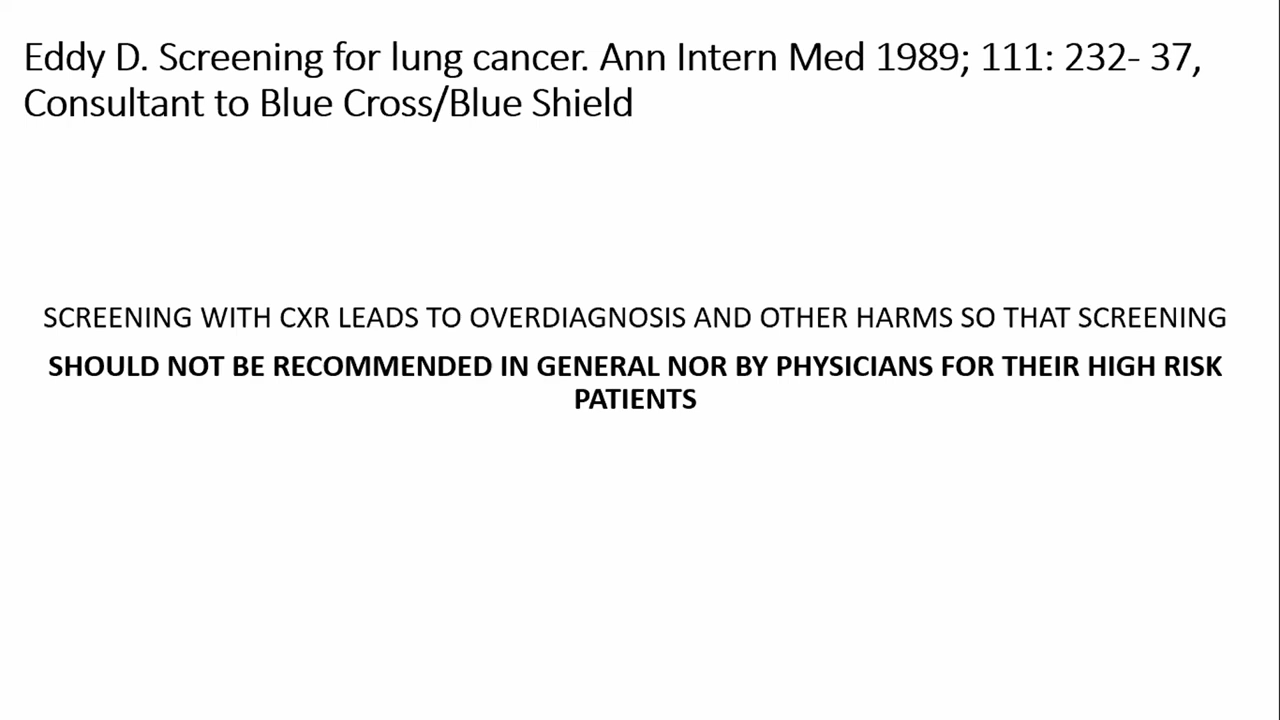 Eddy D. Screening for lung cancer. Ann Intern Med 1989; 111: 232- 37,
Consultant to Blue Cross/Blue Shield
SCREENING WITH CXR LEADS TO OVERDIAGNOSIS AND OTHER HARMS SO THAT SCREENING
SHOULD NOT BE RECOMMENDED IN GENERAL NOR BY PHYSICIANS FOR THEIR HIGH RISK
PATIENTS